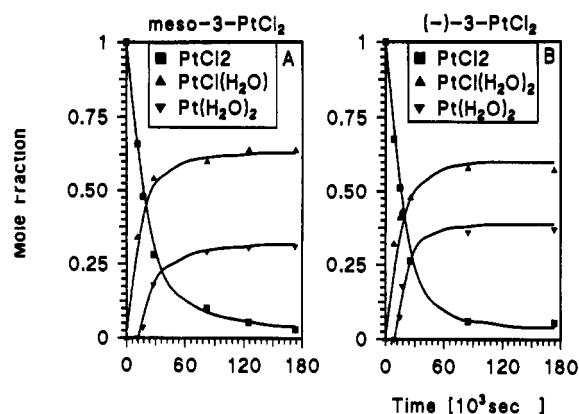 meso-3-PtCl₂
(-)-3-PtCl₂
1
0.75
0.50
0.25
0
Mole Fraction
PtCl2
PtCl(H₂O)
Pt(H₂O)₂
A
0 60 120 180
1
0.75
0.50
0.25
0
PtCl2
PtCl(H₂O)
Pt(H₂O)₂
B
0 60 120 180
Time [10³sec]